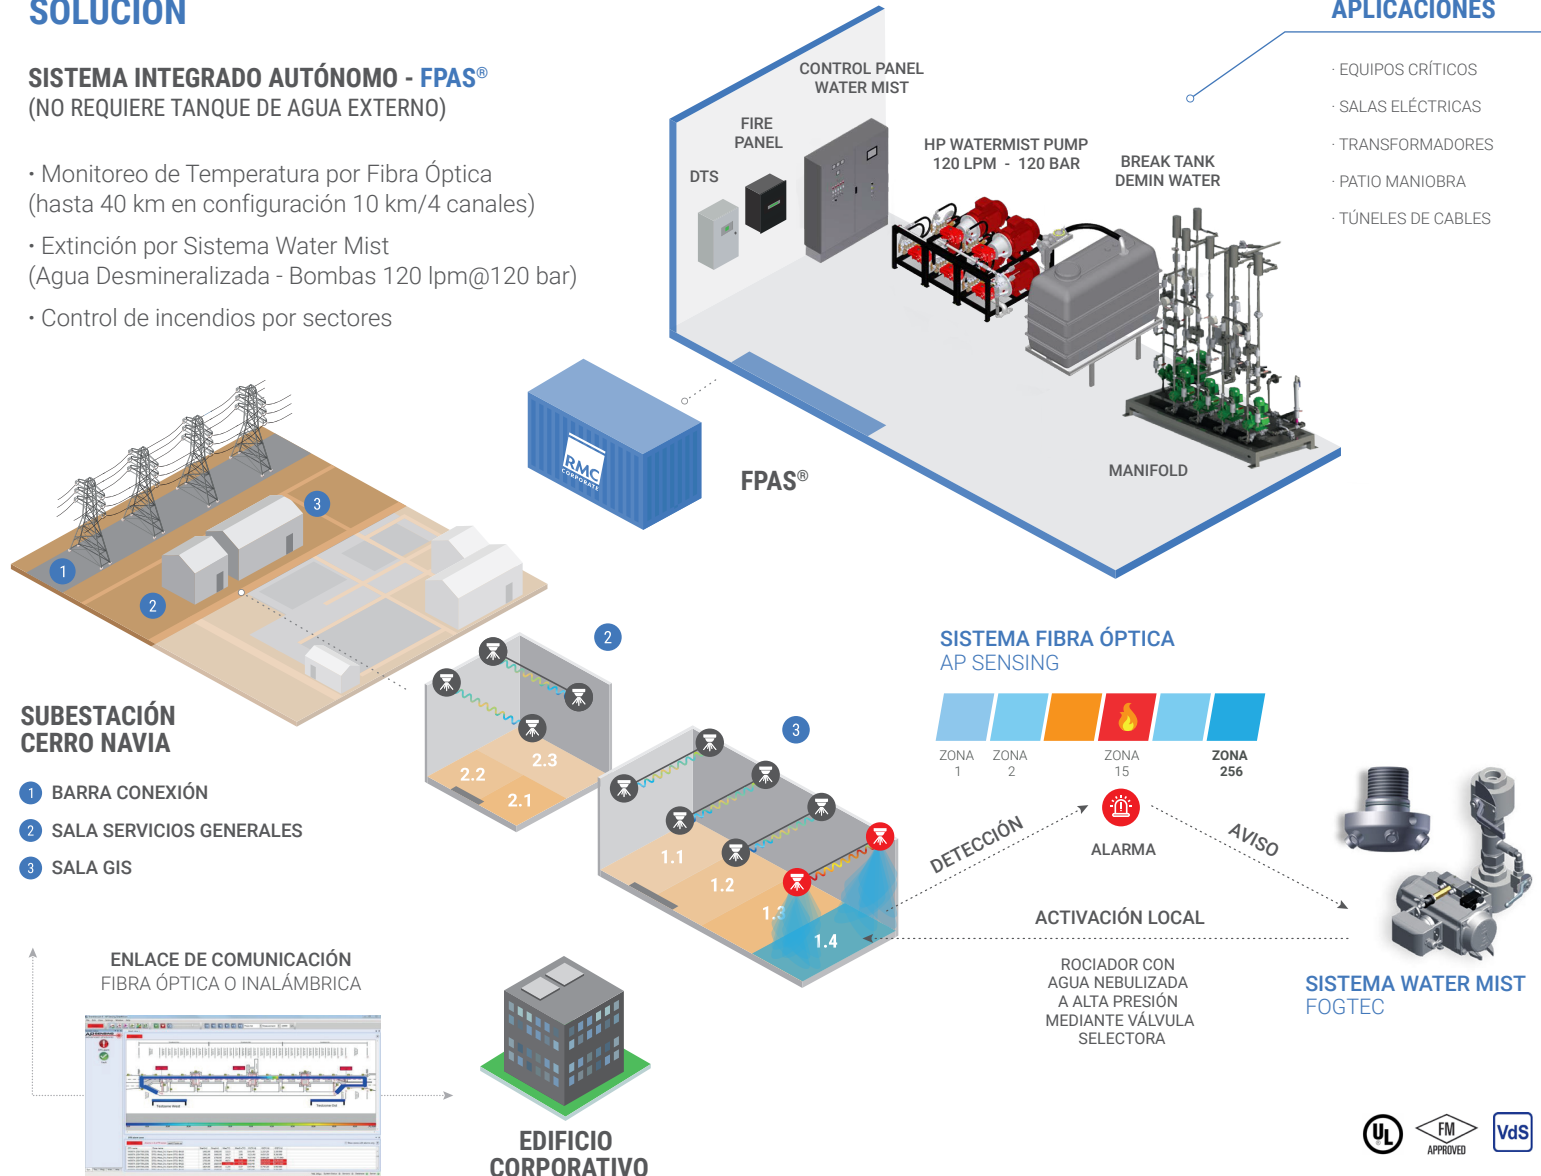 SOLUCIÓN
SISTEMA INTEGRADO AUTÓNOMO - FPAS®
(NO REQUIERE TANQUE DE AGUA EXTERNO)
· Monitoreo de Temperatura por Fibra Óptica
(hasta 40 km en configuración 10 km/4 canales)
· Extinción por Sistema Water Mist
(Agua Desmineralizada - Bombas 120 lpm@120 bar)
· Control de incendios por sectores
CONTROL PANEL
WATER MIST
FIRE
PANEL
DTS
HP WATERMIST PUMP
120 LPM - 120 BAR
BREAK TANK
DEMIN WATER
MANIFOLD
APLICACIONES
· EQUIPOS CRÍTICOS
· SALAS ELÉCTRICAS
· TRANSFORMADORES
· PATIO MANIOBRA
· TÚNELES DE CABLES
RMC
CORPORATE
FPAS®
3
1
2
SUBESTACIÓN
CERRO NAVIA
1 BARRA CONEXIÓN
2 SALA SERVICIOS GENERALES
3 SALA GIS
2
2.3
2.2
2.1
3
1.1
1.2
1.3
1.4
SISTEMA FIBRA ÓPTICA
AP SENSING
ZONA
1
ZONA
2
ZONA
15
ZONA
256
DETECCIÓN
ALARMA
AVISO
ACTIVACIÓN LOCAL
ROCIADOR CON
AGUA NEBULIZADA
A ALTA PRESIÓN
MEDIANTE VÁLVULA
SELECTORA
SISTEMA WATER MIST
FOGTEC
ENLACE DE COMUNICACIÓN
FIBRA ÓPTICA O INALÁMBRICA
EDIFICIO
CORPORATIVO
UL
FM
APPROVED
VdS